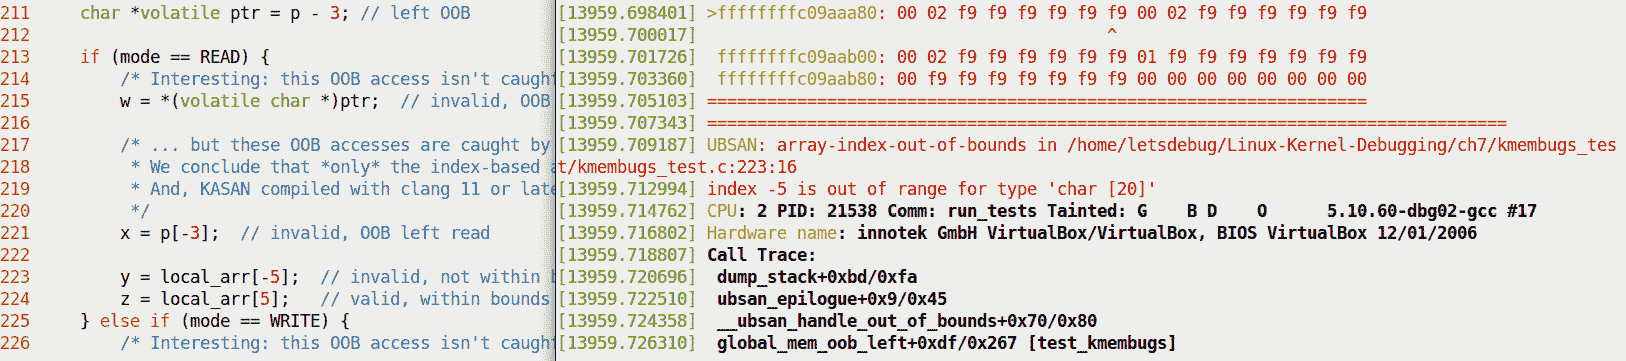 211 char *volatile ptr = p - 3; // left OOB
212
213 if (mode == READ) {
214 /* Interesting: this OOB access isn't caught
215 w = *(volatile char *)ptr; // invalid, OOB
216
217 /* ... but these OOB accesses are caught by
218 * We conclude that *only* the index-based
219 * And, KASAN compiled with clang 11 or late
220 */
221 x = p[-3]; // invalid, OOB left read
222
223 y = local_arr[-5]; // invalid, not within
224 z = local_arr[5]; // valid, within bounds
225 } else if (mode == WRITE) {
226 /* Interesting: this OOB access isn't caught
[13959.698401] >ffffffffc09aaa80: 00 02 f9 f9 f9 f9 f9 f9 00 02 f9 f9 f9 f9 f9 f9
[13959.700017] ^
[13959.701726] ffffffffc09aab00: 00 02 f9 f9 f9 f9 f9 f9 01 f9 f9 f9 f9 f9 f9 f9
[13959.703360] ffffffffc09aab80: 00 f9 f9 f9 f9 f9 f9 f9 00 00 00 00 00 00 00 00
[13959.705103] ==================================================================
[13959.707343] ================================================================================
[13959.709187] UBSAN: array-index-out-of-bounds in /home/letsdebug/Linux-Kernel-Debugging/ch7/kmembugs_tes
t/kmembugs_test.c:223:16
[13959.712994] index -5 is out of range for type 'char [20]'
[13959.714762] CPU: 2 PID: 21538 Comm: run_tests Tainted: G    B D    O      5.10.60-dbg02-gcc #17
[13959.716802] Hardware name: innotek GmbH VirtualBox/VirtualBox, BIOS VirtualBox 12/01/2006
[13959.718807] Call Trace:
[13959.720696] dump_stack+0xbd/0xfa
[13959.722510] ubsan_epilogue+0x9/0x45
[13959.724358] __ubsan_handle_out_of_bounds+0x70/0x80
[13959.726310] global_mem_oob_left+0xdf/0x267 [test_kmembugs]